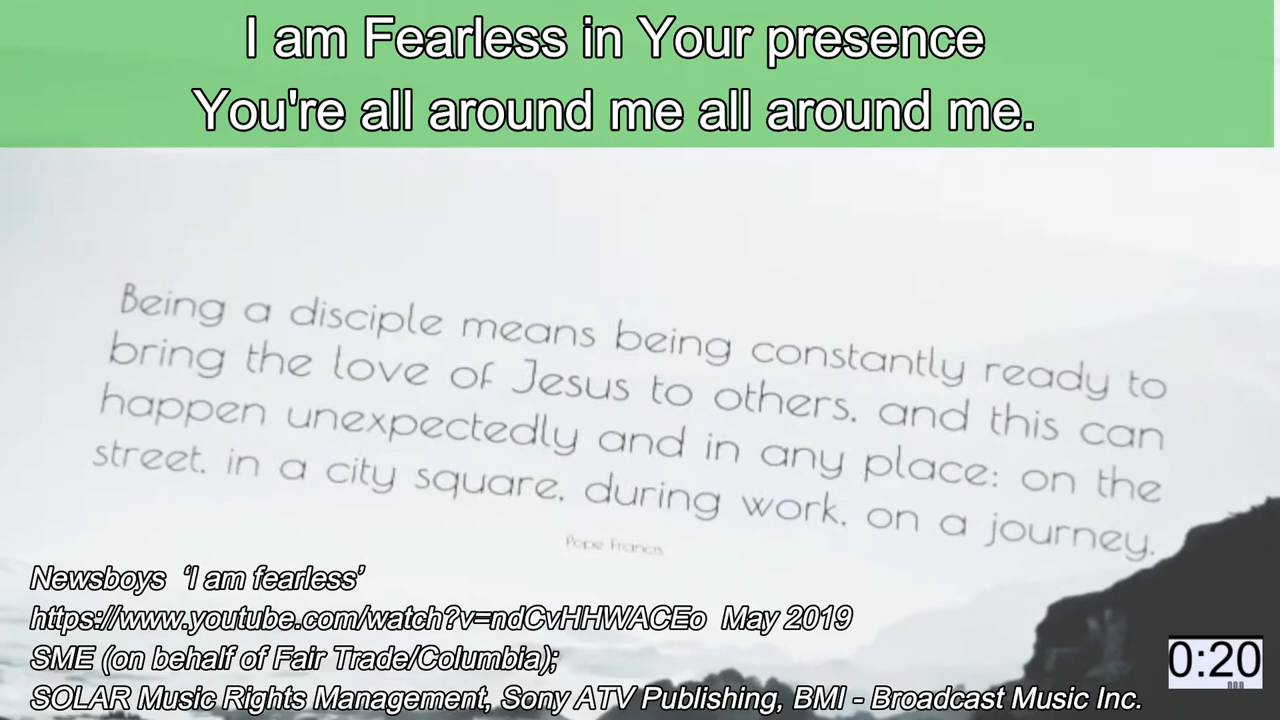 I am Fearless in Your presence
You're all around me all around me.
Being a disciple means being constantly ready to
bring the love of Jesus to others, and this can
happen unexpectedly and in any place: on the
street, in a city square, during work, on a journey.
Pope Francis
Newsboys ‘I am fearless’
https://www.youtube.com/watch?v=ndCvHHWACEo May 2019
SME (on behalf of Fair Trade/Columbia);
SOLAR Music Rights Management, Sony ATV Publishing, BMI - Broadcast Music Inc.
0:20